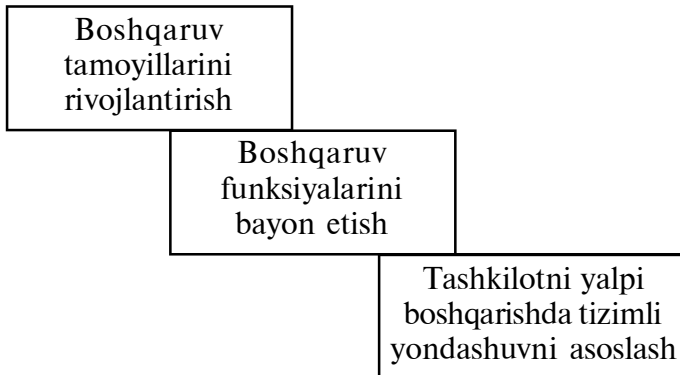 Boshqaruv
tamoyillarini
rivojlantirish
Boshqaruv
funksiyalarini
bayon etish
Tashkilotni yalpi
boshqarishda tizimli
yondashuvni asoslash